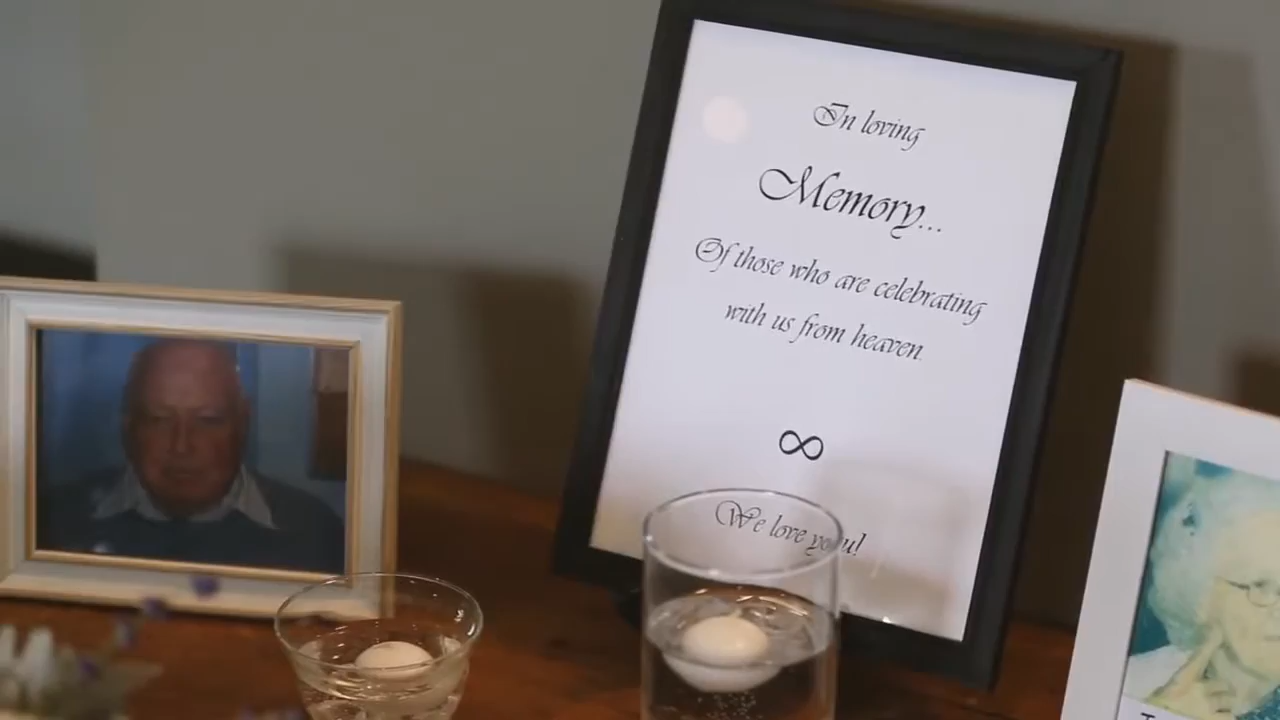 In loving
Memory...
Of those who are celebrating
with us from heaven.
∞
We love you!